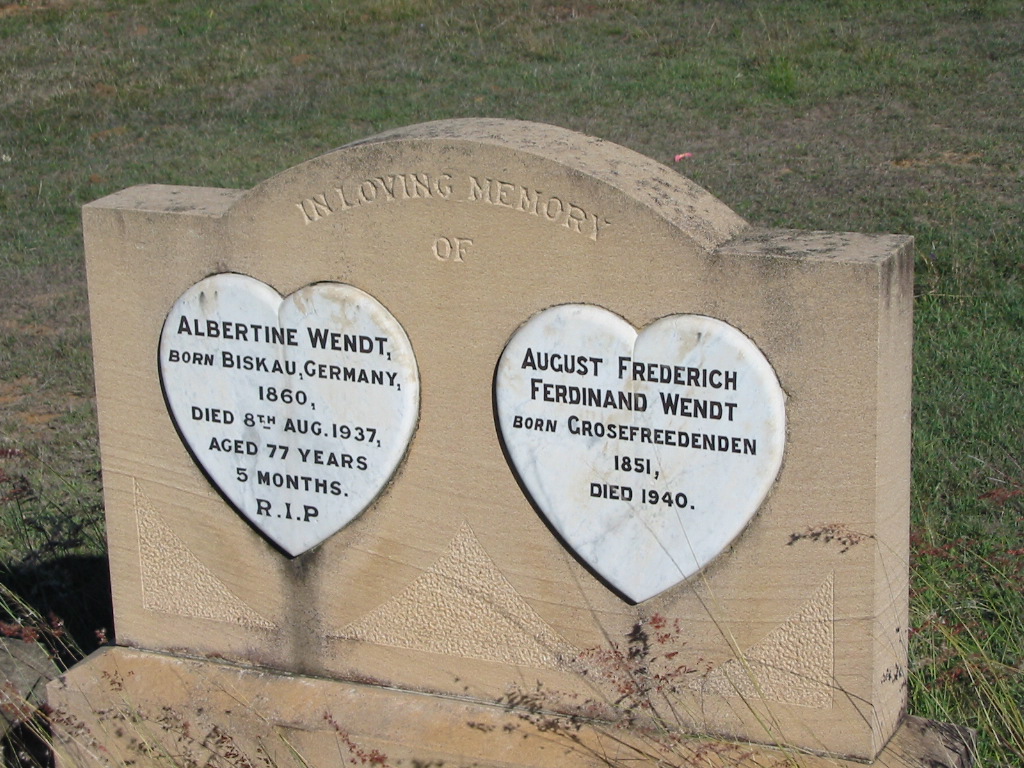 IN LOVING MEMORY
OF
ALBERTINE WENDT,
BORN BISKAU, GERMANY,
1860,
DIED 8TH AUG. 1937,
AGED 77 YEARS
5 MONTHS.
R.I.P
AUGUST FREDERICH
FERDINAND WENDT
BORN GROSEFREEDENDEN
1851,
DIED 1940.